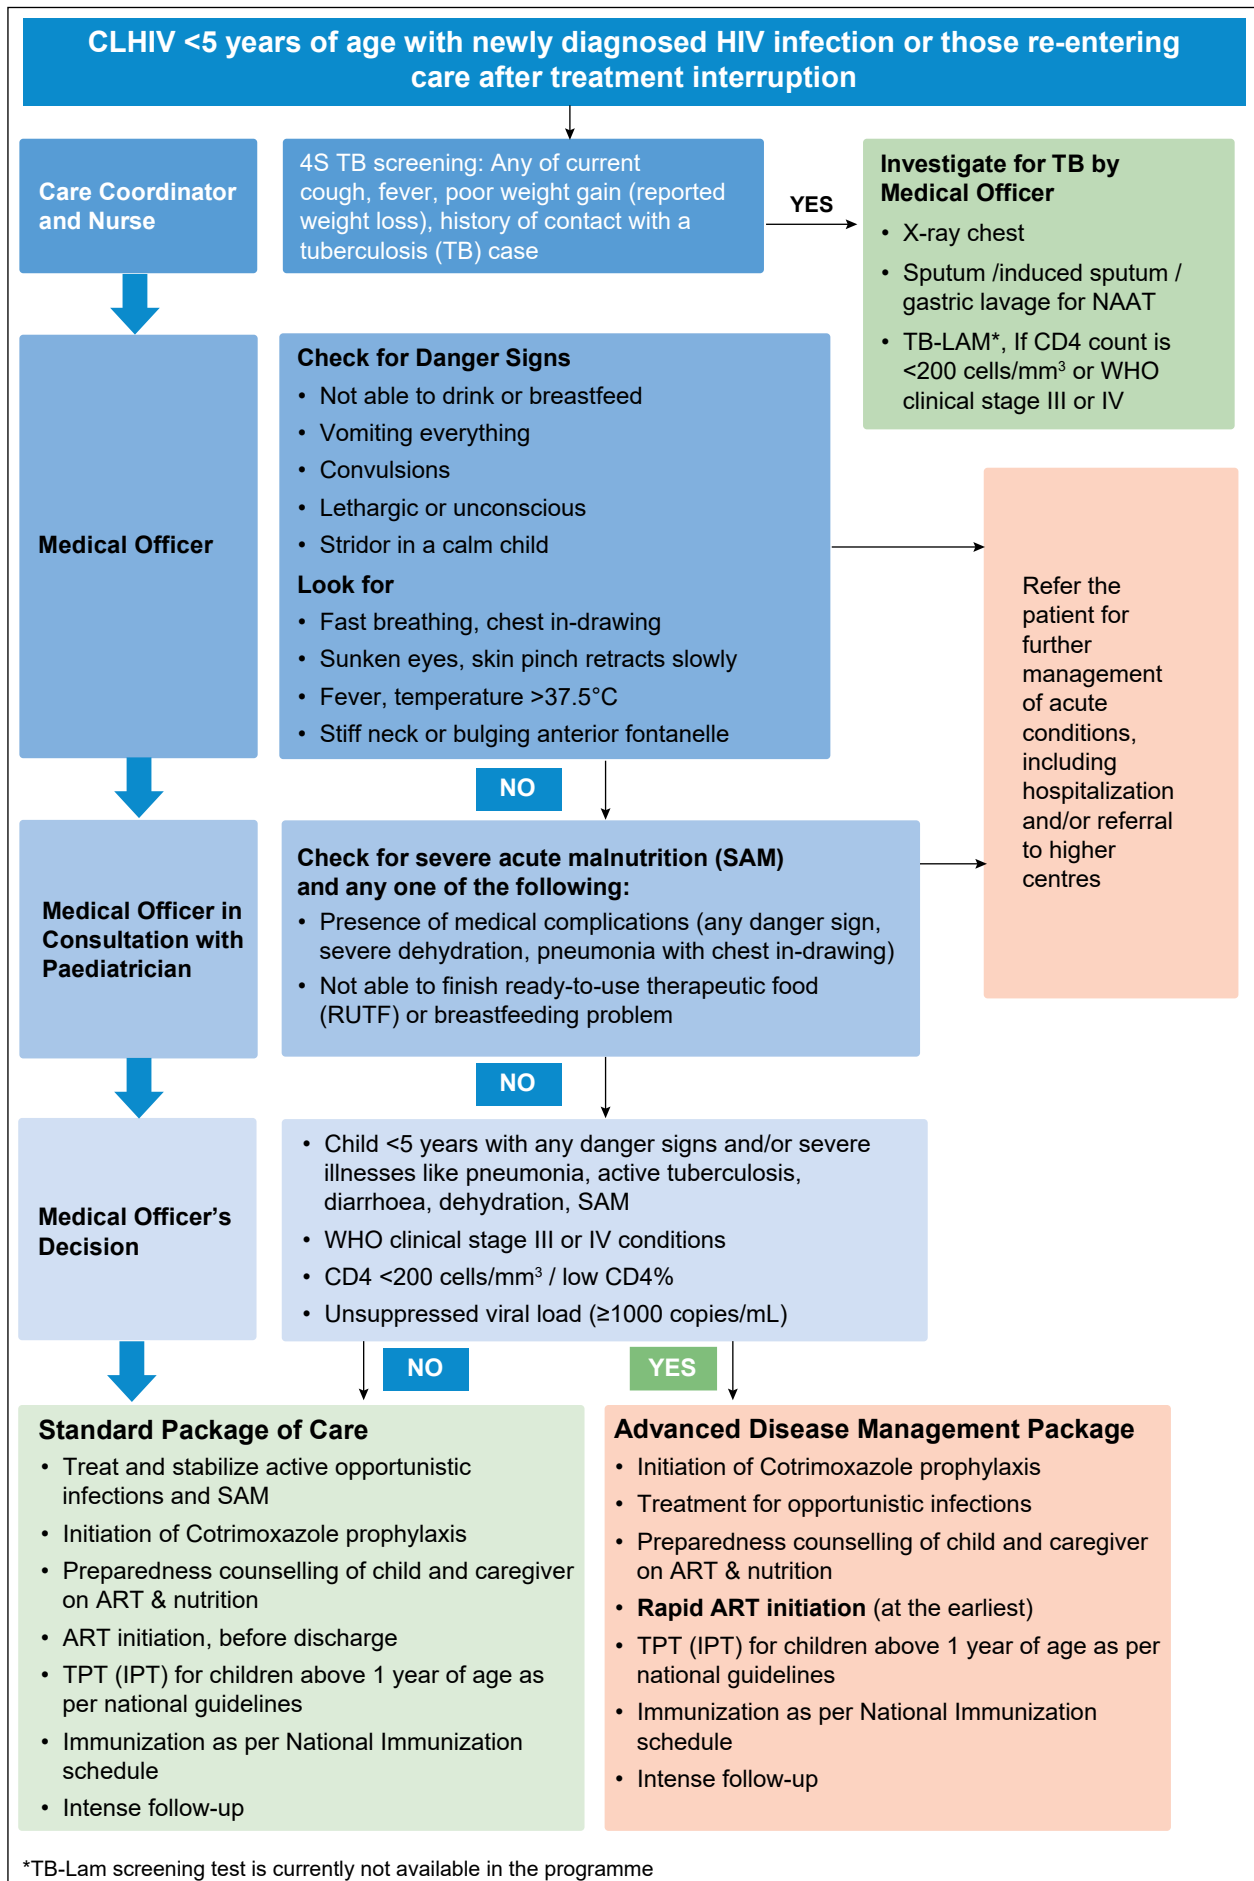 CLHIV <5 years of age with newly diagnosed HIV infection or those re-entering
care after treatment interruption
Care Coordinator
and Nurse
4S TB screening: Any of current
cough, fever, poor weight gain (reported
weight loss), history of contact with a
tuberculosis (TB) case
YES
Investigate for TB by
Medical Officer
• X-ray chest
• Sputum /induced sputum /
gastric lavage for NAAT
• TB-LAM*, If CD4 count is
<200 cells/mm³ or WHO
clinical stage III or IV
Medical Officer
Check for Danger Signs
• Not able to drink or breastfeed
• Vomiting everything
• Convulsions
• Lethargic or unconscious
• Stridor in a calm child
Look for
• Fast breathing, chest in-drawing
• Sunken eyes, skin pinch retracts slowly
• Fever, temperature >37.5°C
• Stiff neck or bulging anterior fontanelle
Refer the
patient for
further
management
of acute
conditions,
including
hospitalization
and/or referral
to higher
centres
NO
Medical Officer in
Consultation with
Paediatrician
Check for severe acute malnutrition (SAM)
and any one of the following:
• Presence of medical complications (any danger sign,
severe dehydration, pneumonia with chest in-drawing)
• Not able to finish ready-to-use therapeutic food
(RUTF) or breastfeeding problem
NO
Medical Officer's
Decision
• Child <5 years with any danger signs and/or severe
illnesses like pneumonia, active tuberculosis,
diarrhoea, dehydration, SAM
• WHO clinical stage III or IV conditions
• CD4 <200 cells/mm³ / low CD4%
• Unsuppressed viral load (≥1000 copies/mL)
NO
YES
Standard Package of Care
• Treat and stabilize active opportunistic
infections and SAM
• Initiation of Cotrimoxazole prophylaxis
• Preparedness counselling of child and caregiver
on ART & nutrition
• ART initiation, before discharge
• TPT (IPT) for children above 1 year of age as
per national guidelines
• Immunization as per National Immunization
schedule
• Intense follow-up
Advanced Disease Management Package
• Initiation of Cotrimoxazole prophylaxis
• Treatment for opportunistic infections
• Preparedness counselling of child and caregiver
on ART & nutrition
• Rapid ART initiation (at the earliest)
• TPT (IPT) for children above 1 year of age as per
national guidelines
• Immunization as per National Immunization
schedule
• Intense follow-up
*TB-Lam screening test is currently not available in the programme